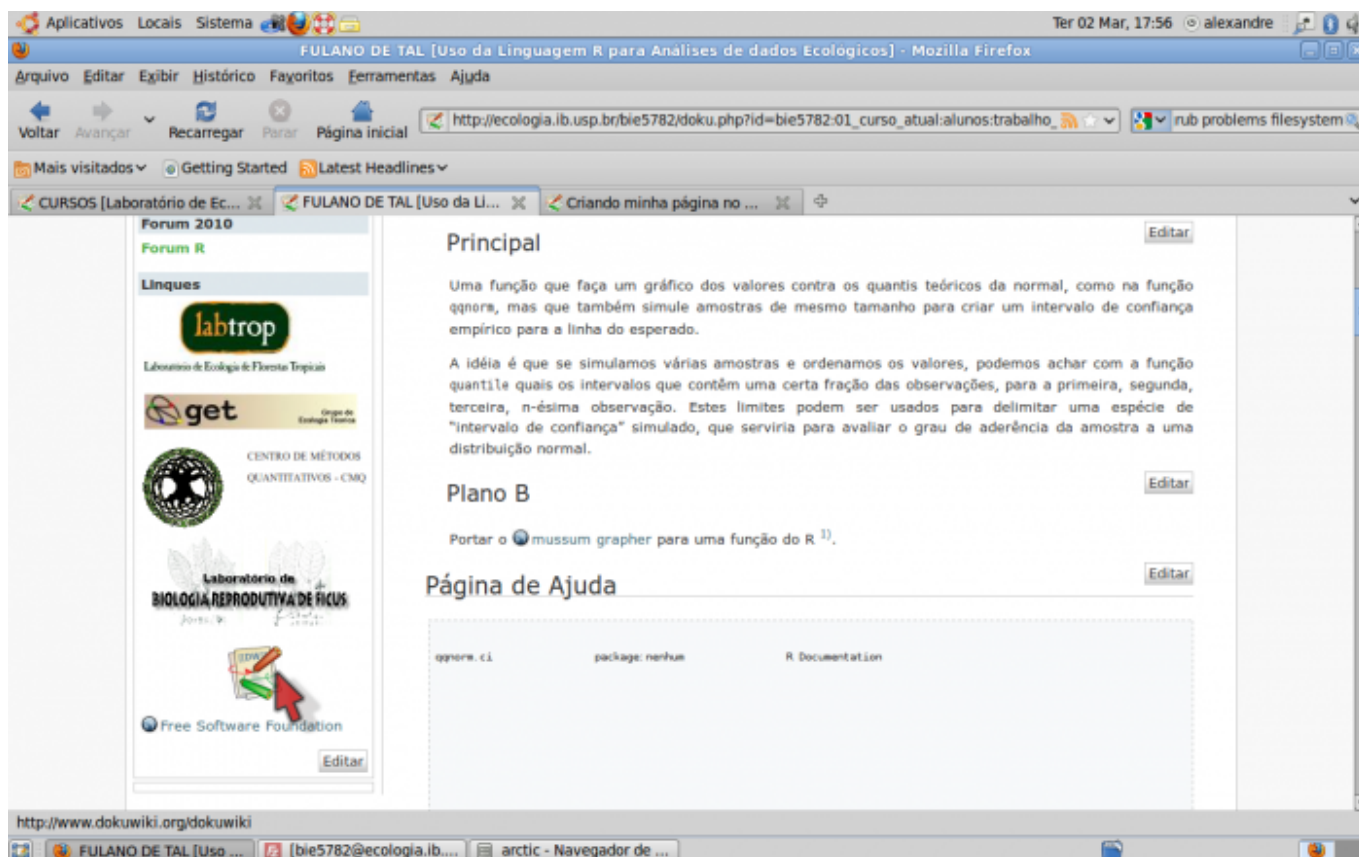 Aplicativos Locais Sistema
Ter 02 Mar, 17:56 alexandre
FULANO DE TAL [Uso da Linguagem R para Análises de dados Ecológicos] - Mozilla Firefox
Arquivo Editar Exibir Histórico Favoritos Ferramentas Ajuda
Voltar Avançar Recarregar Parar Página inicial
http://ecologia.ib.usp.br/bie5782/doku.php?id=bie5782:01_curso_atual:alunos:trabalho_
rub problems filesystem
Mais visitados Getting Started Latest Headlines
CURSOS [Laboratório de Ec... FULANO DE TAL [Uso da Li... Criando minha página no ...
Forum 2010
Forum R
Linques
labtrop
Laboratório de Ecologia de Florestas Tropicais
get
Grupo de
Ecologia Teórica
CENTRO DE MÉTODOS
QUANTITATIVOS - CMQ
Laboratório de
BIOLOGIA REPRODUTIVA DE FICUS
Free Software Foundation
Editar
Principal
Editar
Uma função que faça um gráfico dos valores contra os quantis teóricos da normal, como na função
qqnorm, mas que também simule amostras de mesmo tamanho para criar um intervalo de confiança
empírico para a linha do esperado.
A idéia é que se simulamos várias amostras e ordenamos os valores, podemos achar com a função
quantile quais os intervalos que contêm uma certa fração das observações, para a primeira, segunda,
terceira, n-ésima observação. Estes limites podem ser usados para delimitar uma espécie de
"intervalo de confiança" simulado, que serviria para avaliar o grau de aderência da amostra a uma
distribuição normal.
Plano B
Editar
Portar o mussum grapher para uma função do R 1).
Página de Ajuda
Editar
qqnorm.ci package:nenhum R Documentation
http://www.dokuwiki.org/dokuwiki
FULANO DE TAL [Uso ... [bie5782@ecologia.ib.... arctic - Navegador de ...